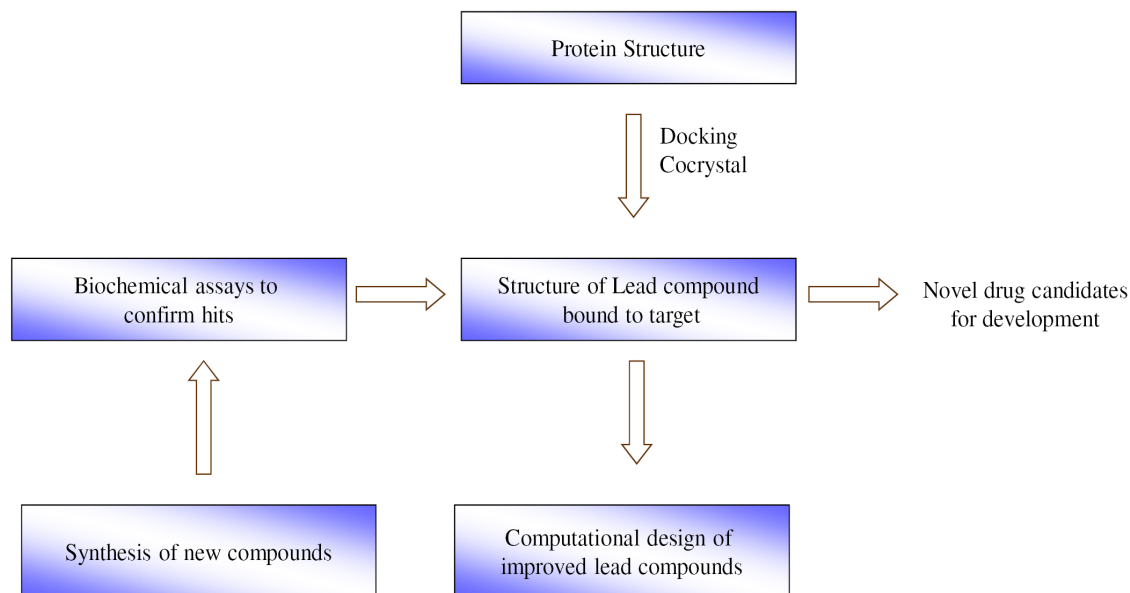 Protein Structure
Docking
Cocrystal
Biochemical assays to
confirm hits
Structure of Lead compound
bound to target
Novel drug candidates
for development
Synthesis of new compounds
Computational design of
improved lead compounds